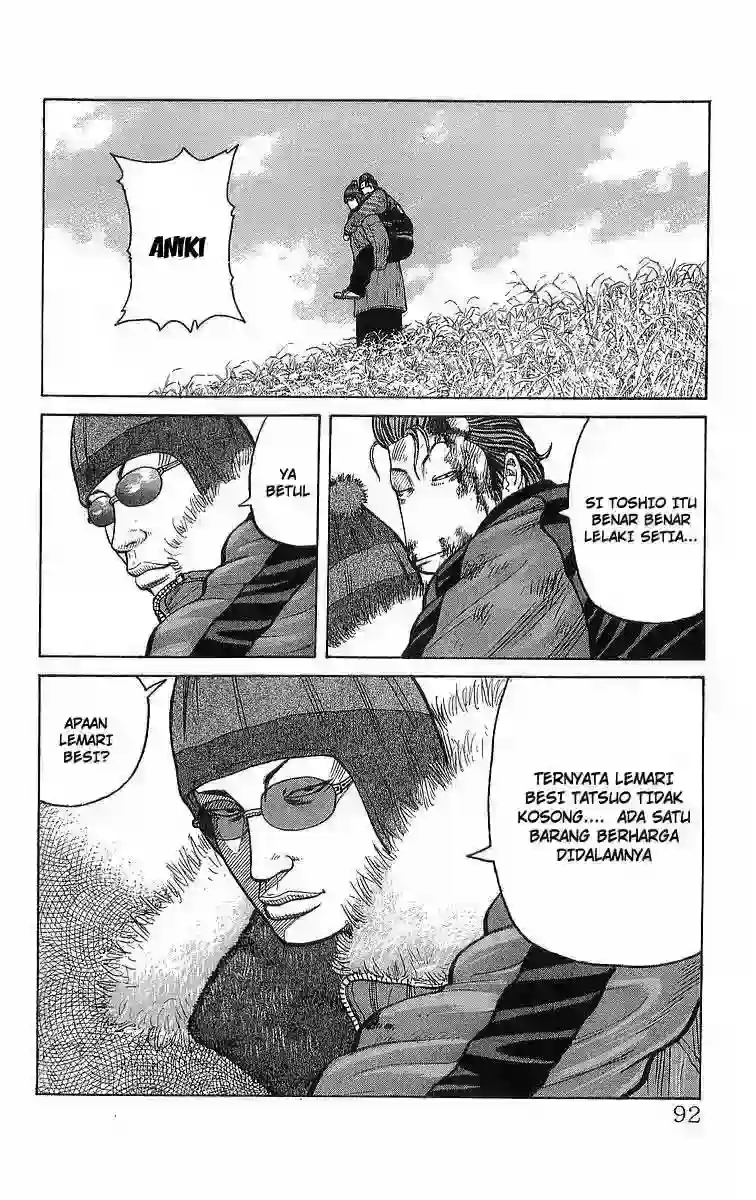 ANIKI
SI TOSHIO ITU
BENAR BENAR
LELAKI SETIA...
YA
BETUL
TERNYATA LEMARI
BESI TATSUO TIDAK
KOSONG.... ADA SATU
BARANG BERHARGA
DIDALAMNYA
APAAN
LEMARI
BESI?
92